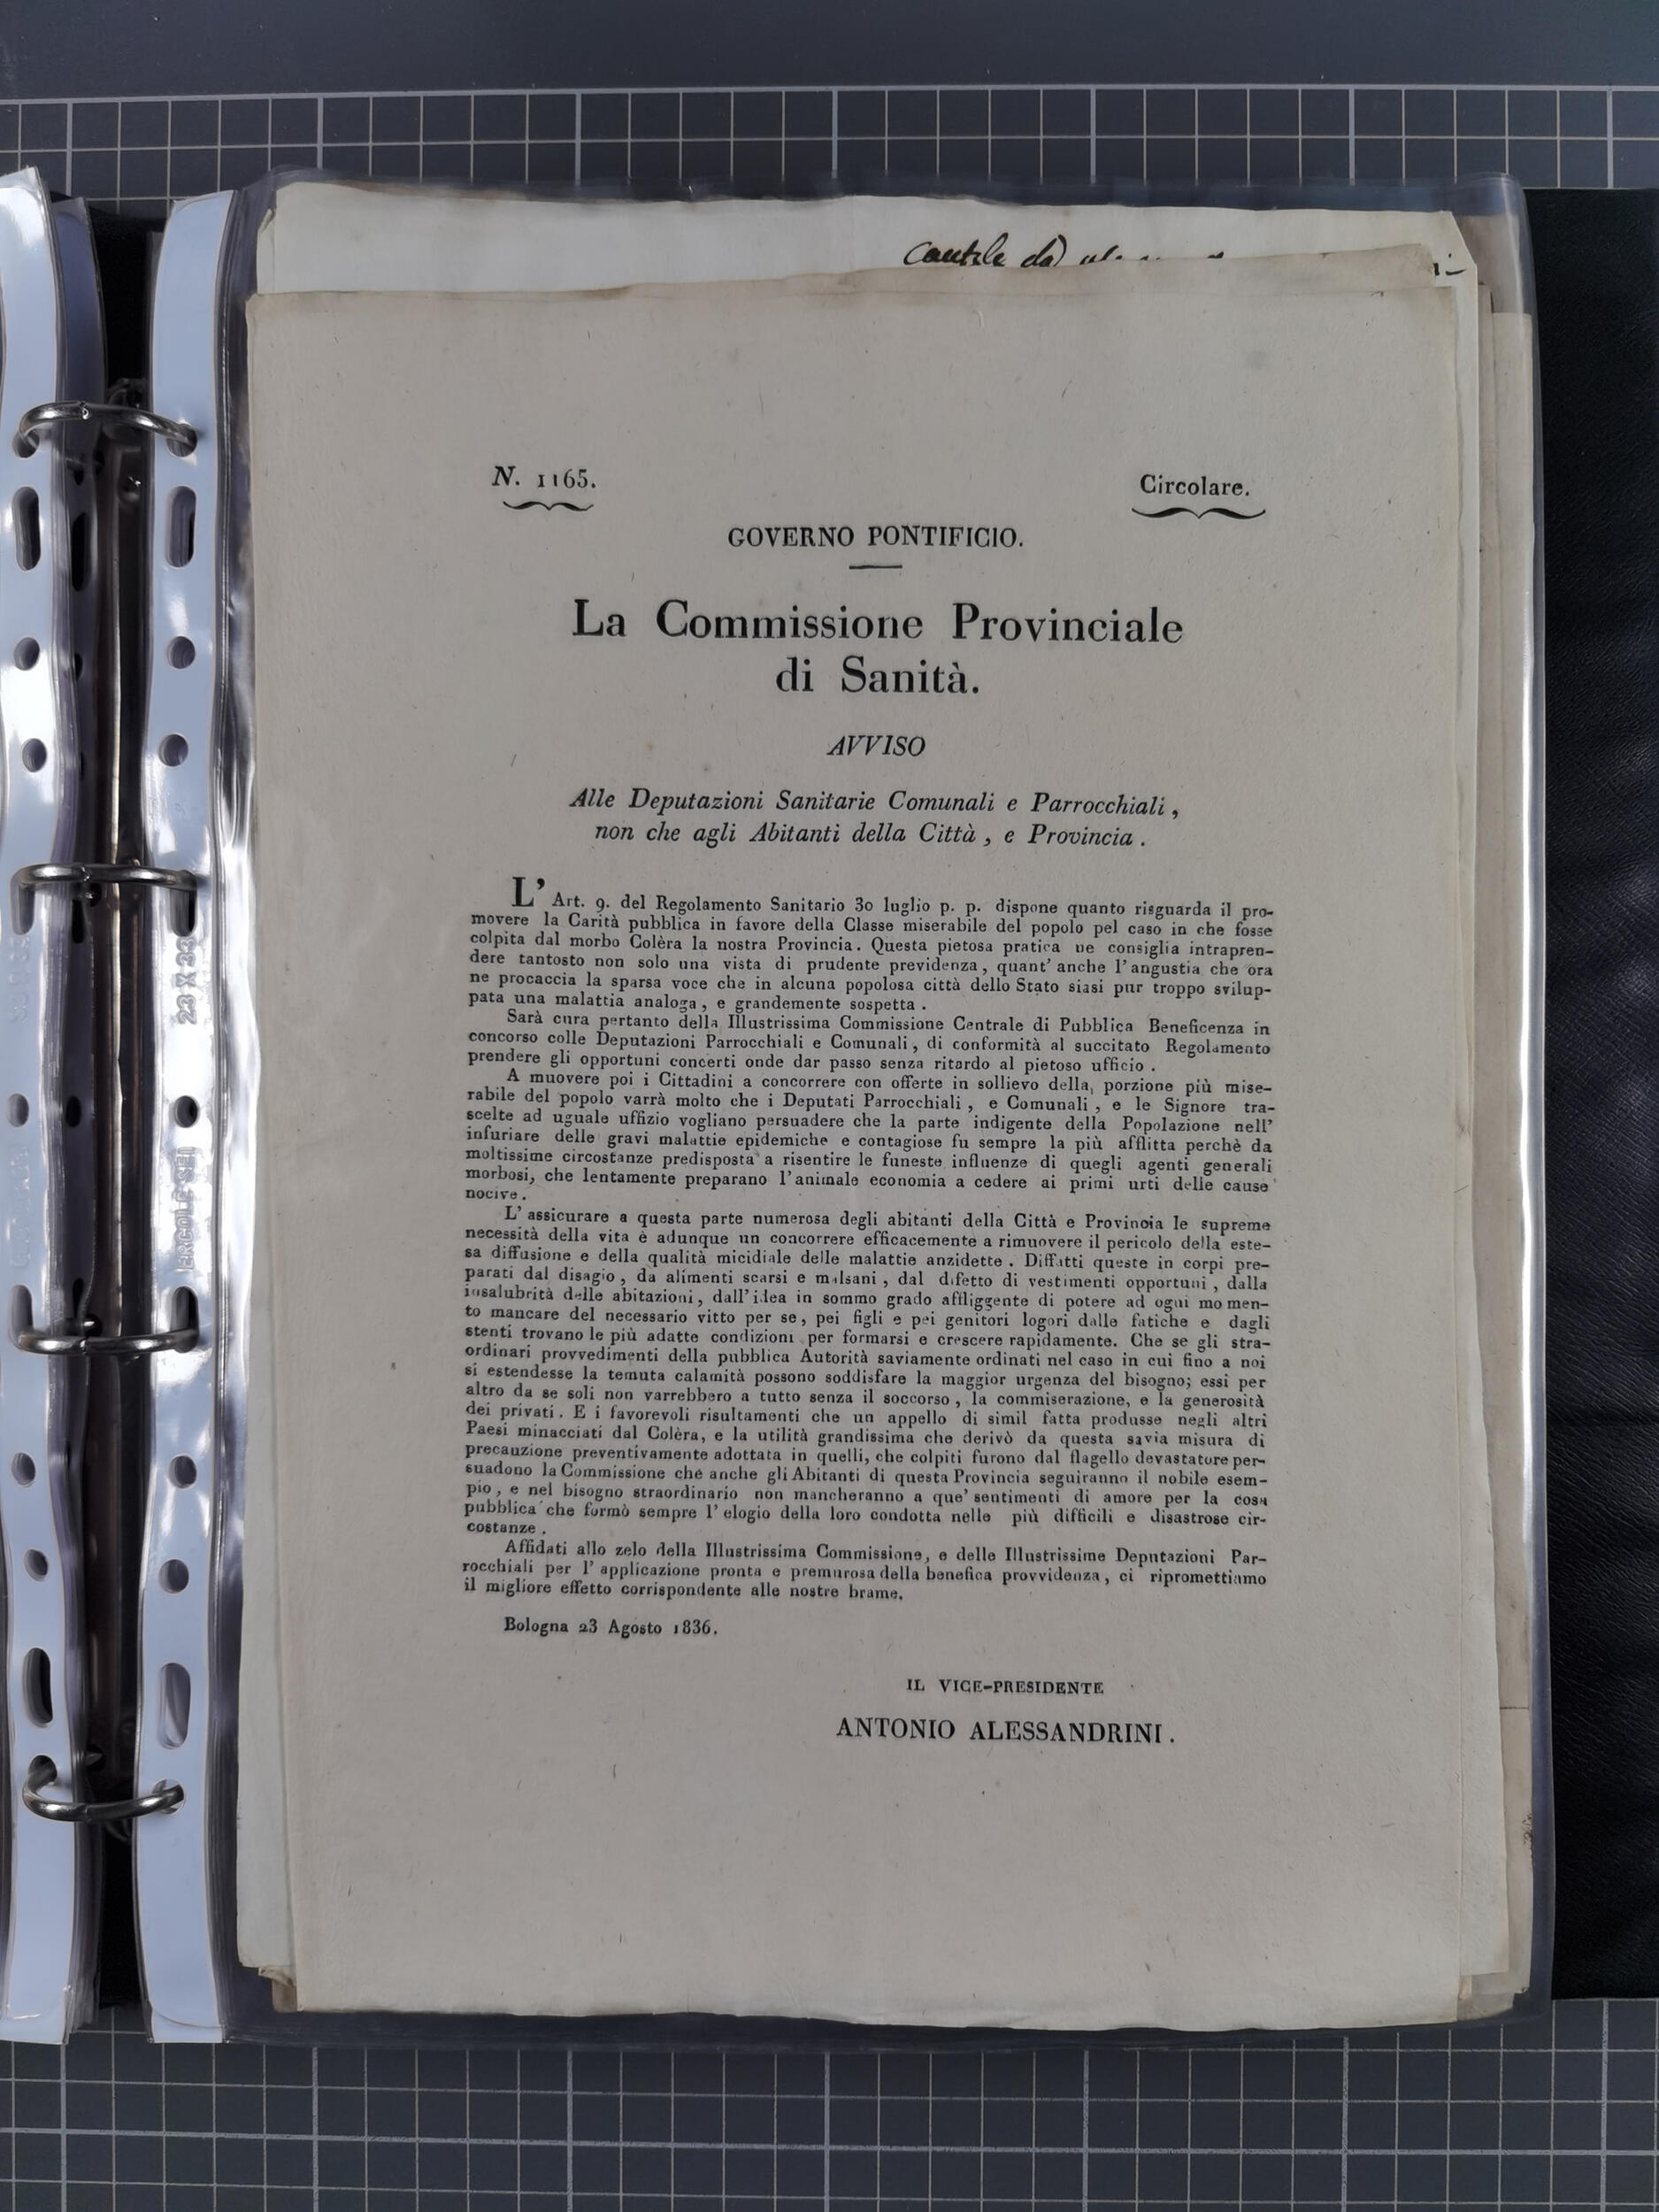 cautele da
N. 1165.
Circolare.
GOVERNO PONTIFICIO.
La Commissione Provinciale
di Sanità.
AVVISO
Alle Deputazioni Sanitarie Comunali e Parrocchiali ,
non che agli Abitanti della Città , e Provincia .
L' Art. 9. del Regolamento Sanitario 30 luglio p. p. dispone quanto risguarda il pro-
movere la Carità pubblica in favore della Classe miserabile del popolo pel caso in che fosse
colpita dal morbo Colèra la nostra Provincia. Questa pietosa pratica ne consiglia intrapren-
dere tantosto non solo una vista di prudente previdenza, quant' anche l'angustia che ora
ne procaccia la sparsa voce che in alcuna popolosa città dello Stato siasi pur troppo svilup-
pata una malattia analoga, e grandemente sospetta .
Sarà cura pertanto della Illustrissima Commissione Centrale di Pubblica Beneficenza in
concorso colle Deputazioni Parrocchiali e Comunali, di conformità al succitato Regolamento
prendere gli opportuni concerti onde dar passo senza ritardo al pietoso ufficio .
A muovere poi i Cittadini a concorrere con offerte in sollievo della porzione più mise-
rabile del popolo varrà molto che i Deputati Parrocchiali , e Comunali , e le Signore tra-
scelte ad uguale uffizio vogliano persuadere che la parte indigente della Popolazione nell'
infuriare delle gravi malattie epidemiche e contagiose fu sempre la più afflitta perchè da
moltissime circostanze predisposta a risentire le funeste influenze di quegli agenti generali
morbosi, che lentamente preparano l'animale economia a cedere ai primi urti delle cause
nocive .
L' assicurare a questa parte numerosa degli abitanti della Città e Provincia le supreme
necessità della vita è adunque un concorrere efficacemente a rimuovere il pericolo della este-
sa diffusione e della qualità micidiale delle malattie anzidette . Diffatti queste in corpi pre-
parati dal disagio , da alimenti scarsi e malsani , dal difetto di vestimenti opportuni , dalla
insalubrità delle abitazioni, dall' idea in sommo grado affliggente di potere ad ogni momen-
to mancare del necessario vitto per se, pei figli e pei genitori logori dalle fatiche e dagli
stenti trovano le più adatte condizioni per formarsi e crescere rapidamente. Che se gli stra-
ordinari provvedimenti della pubblica Autorità saviamente ordinati nel caso in cui fino a noi
si estendesse la temuta calamità possono soddisfare la maggior urgenza del bisogno; essi per
altro da se soli non varrebbero a tutto senza il soccorso , la commiserazione, e la generosità
dei privati. E i favorevoli risultamenti che un appello di simil fatta produsse negli altri
Paesi minacciati dal Colèra, e la utilità grandissima che derivò da questa savia misura di
precauzione preventivamente adottata in quelli, che colpiti furono dal flagello devastatore per-
suadono la Commissione che anche gli Abitanti di questa Provincia seguiranno il nobile esem-
pio , e nel bisogno straordinario non mancheranno a que' sentimenti di amore per la cosa
pubblica che formò sempre l' elogio della loro condotta nelle più difficili e disastrose cir-
costanze .
Affidati allo zelo della Illustrissima Commissione, e delle Illustrissime Deputazioni Par-
rocchiali per l' applicazione pronta e premurosa della benefica provvidenza, ci ripromettiamo
il migliore effetto corrispondente alle nostre brame.
Bologna 23 Agosto 1836.
IL VICE-PRESIDENTE
ANTONIO ALESSANDRINI .
22 X 33
ERCOLESSEI